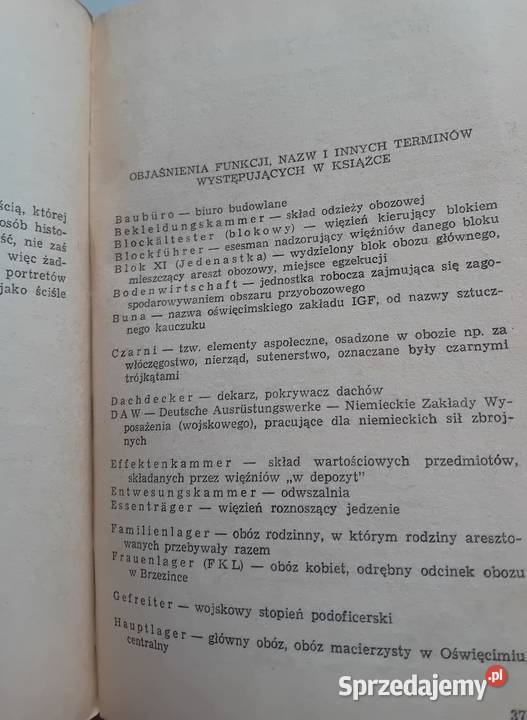 ścią, której
osób histo-
ść, nie zaś
więc żad-
portretów
jako ściśle
OBJAŚNIENIA FUNKCJI, NAZW I INNYCH TERMINÓW
WYSTĘPUJĄCYCH W KSIĄŻCE
Baubüro — biuro budowlane
Bekleidungskammer — skład odzieży obozowej
Blockältester (blokowy) — więzień kierujący blokiem
Blockführer — esesman nadzorujący więźniów danego bloku
Blok XI (Jedenastka) — wydzielony blok obozu głównego,
mieszczący areszt obozowy, miejsce egzekucji
Bodenwirtschaft — jednostka robocza zajmująca się zago-
spodarowywaniem obszaru przyobozowego
Buna — nazwa oświęcimskiego zakładu IGF, od nazwy sztucz-
nego kauczuku
Czarni — tzw. elementy aspołeczne, osadzone w obozie np. za
włóczęgostwo, nierząd, sutenerstwo, oznaczane były czarnymi
trójkątami
Dachdecker — dekarz, pokrywacz dachów
DAW — Deutsche Ausrüstungswerke — Niemieckie Zakłady Wy-
posażenia (wojskowego), pracujące dla niemieckich sił zbroj-
nych
Effektenkammer — skład wartościowych przedmiotów,
składanych przez więźniów „w depozyt"
Entwesungskammer — odwszalnia
Essenträger — więzień roznoszący jedzenie
Familienlager — obóz rodzinny, w którym rodziny areszto-
wanych przebywały razem
Frauenlager (FKL) — obóz kobiet, odrębny odcinek obozu
w Brzezince
Gefreiter — wojskowy stopień podoficerski
Hauptlager — główny obóz, obóz macierzysty w Oświęcimiu
centralny
Sprzedajemy.pl